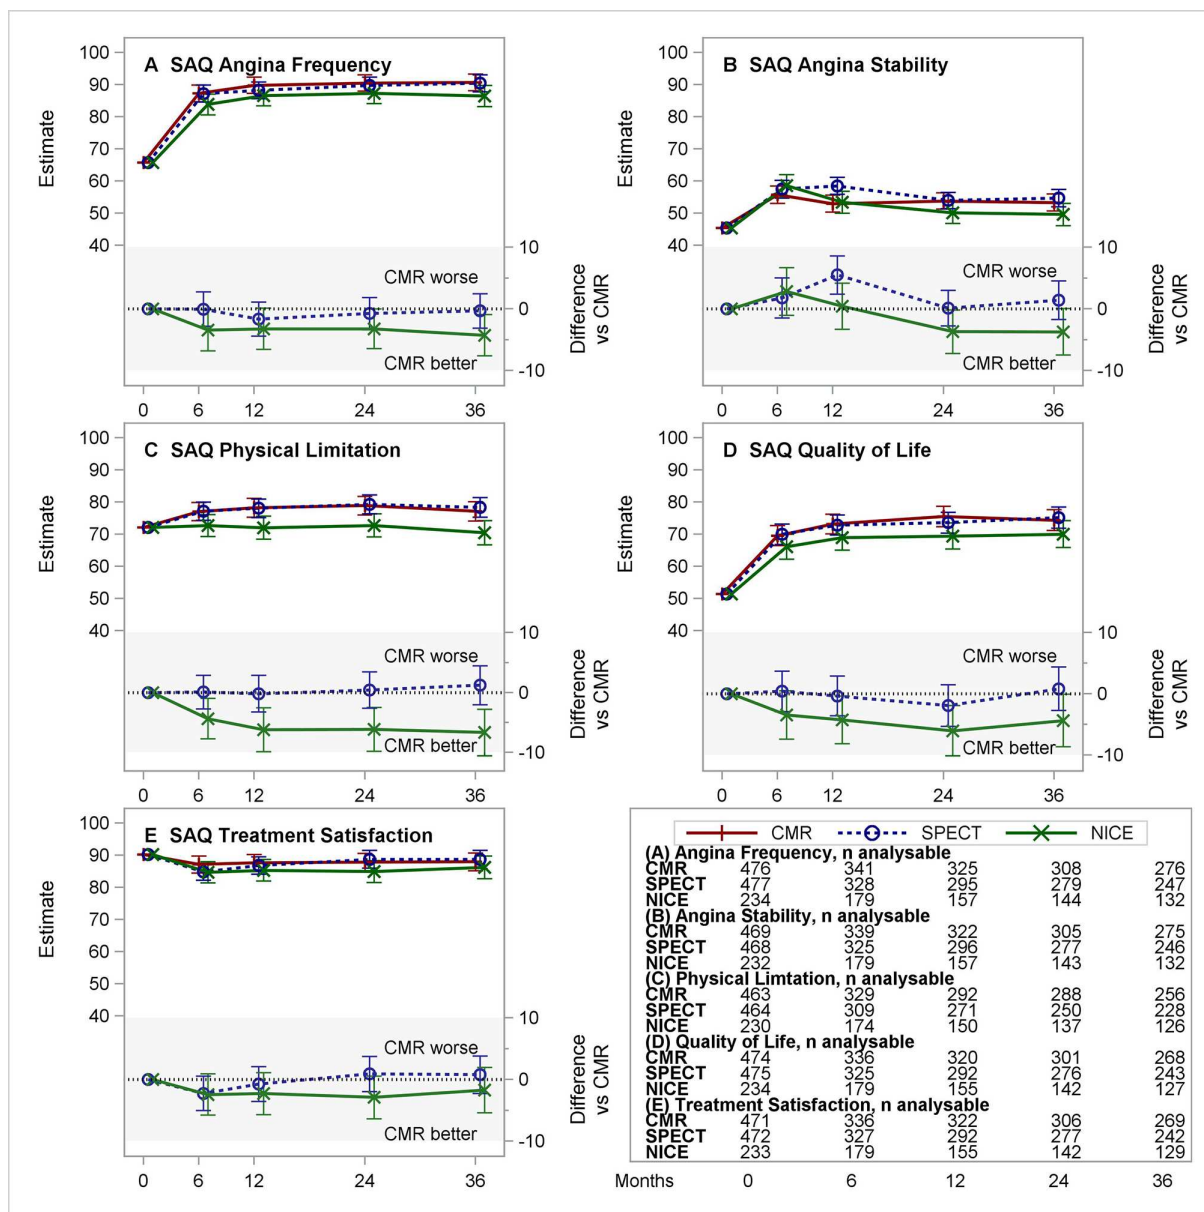 A SAQ Angina Frequency
100
90
80
70
60
50
40
Estimate
CMR worse
CMR better
10
0
-10
Difference
vs CMR
0 6 12 24 36
B SAQ Angina Stability
100
90
80
70
60
50
40
Estimate
CMR worse
CMR better
10
0
-10
Difference
vs CMR
0 6 12 24 36
C SAQ Physical Limitation
100
90
80
70
60
50
40
Estimate
CMR worse
CMR better
10
0
-10
Difference
vs CMR
0 6 12 24 36
D SAQ Quality of Life
100
90
80
70
60
50
40
Estimate
CMR worse
CMR better
10
0
-10
Difference
vs CMR
0 6 12 24 36
E SAQ Treatment Satisfaction
100
90
80
70
60
50
40
Estimate
CMR worse
CMR better
10
0
-10
Difference
vs CMR
0 6 12 24 36
CMR SPECT NICE
(A) Angina Frequency, n analysable
CMR 476 341 325 308 276
SPECT 477 328 295 279 247
NICE 234 179 157 144 132
(B) Angina Stability, n analysable
CMR 469 339 322 305 275
SPECT 468 325 296 277 246
NICE 232 179 157 143 132
(C) Physical Limtation, n analysable
CMR 463 329 292 288 256
SPECT 464 309 271 250 228
NICE 230 174 150 137 126
(D) Quality of Life, n analysable
CMR 474 336 320 301 268
SPECT 475 325 292 276 243
NICE 234 179 155 142 127
(E) Treatment Satisfaction, n analysable
CMR 471 336 322 306 269
SPECT 472 327 292 277 242
NICE 233 179 155 142 129
Months 0 6 12 24 36